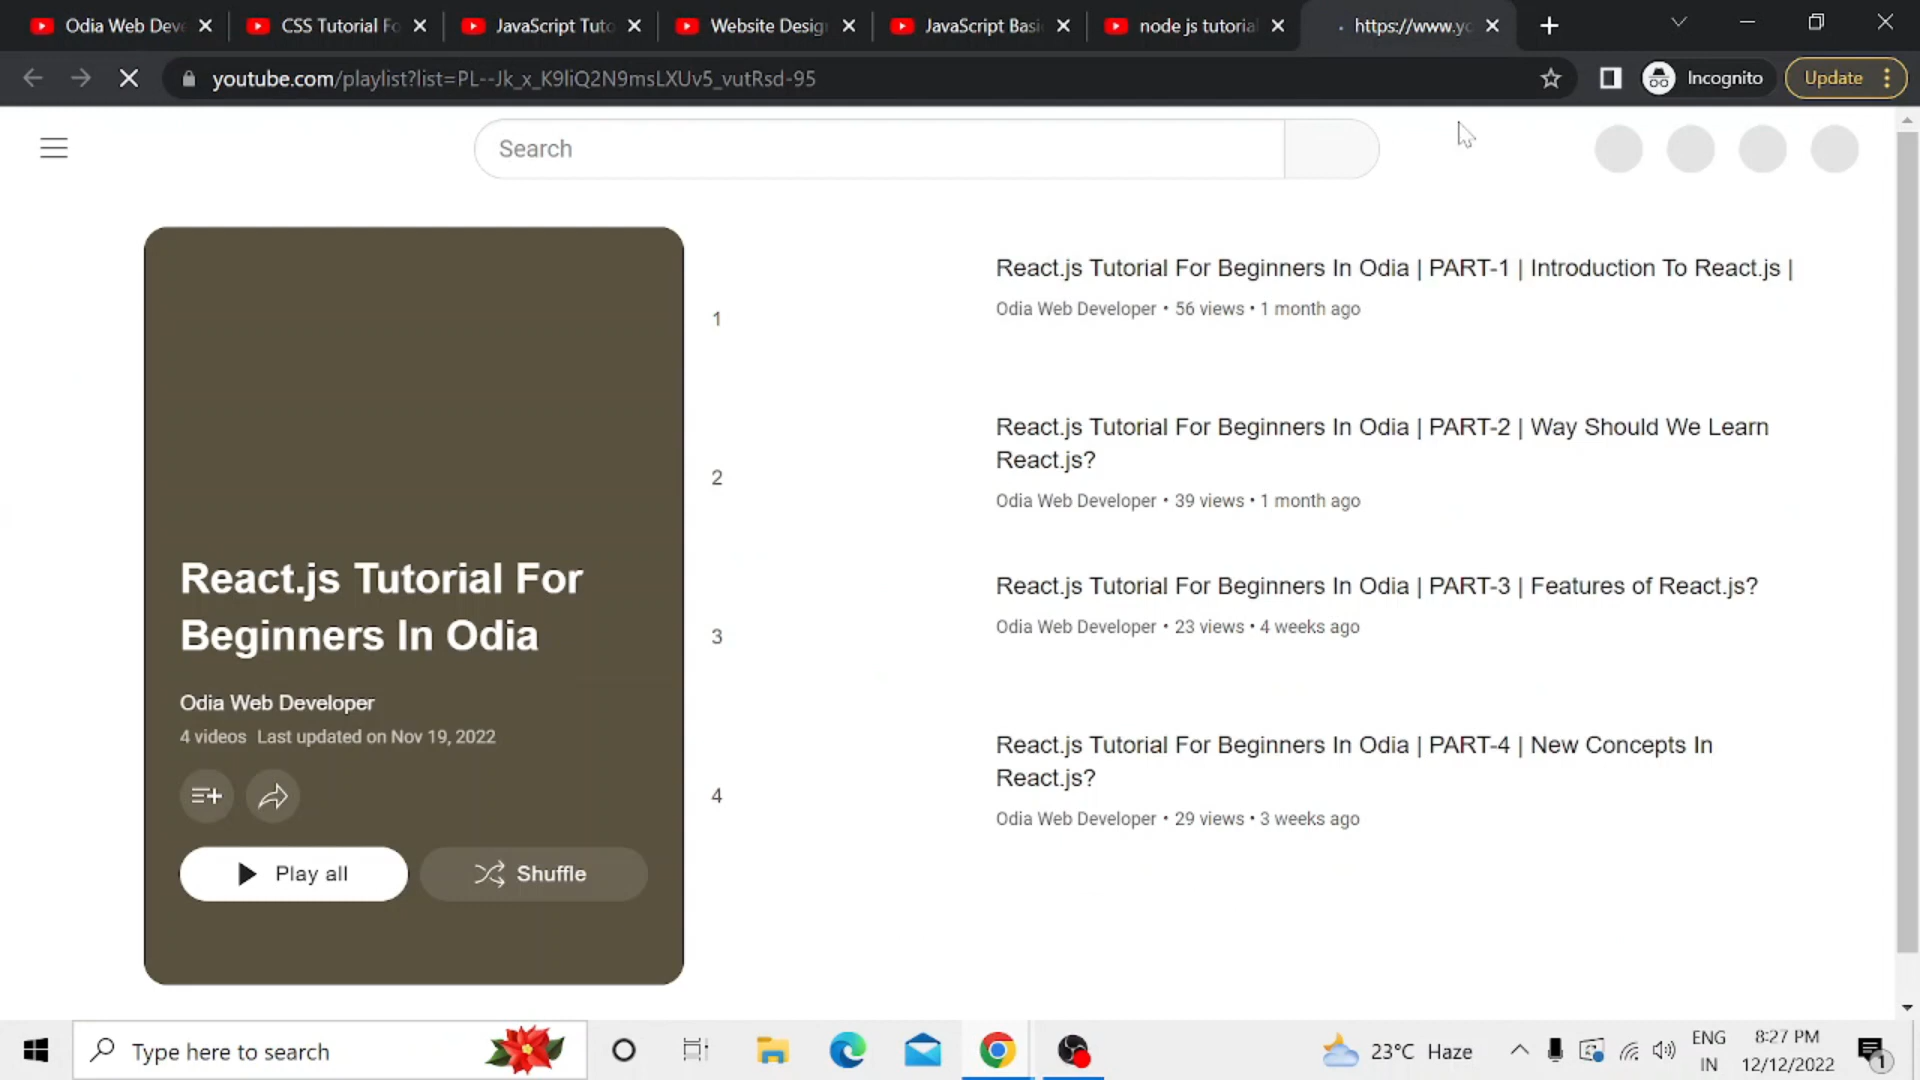 Odia Web Deve
CSS Tutorial Fo
JavaScript Tuto
Website Design
JavaScript Basi
node js tutorial
https://www.yo
youtube.com/playlist?list=PL--Jk_x_K9liQ2N9msLXUv5_vutRsd-95
Incognito
Update
Search
React.js Tutorial For
Beginners In Odia
Odia Web Developer
4 videos Last updated on Nov 19, 2022
Play all
Shuffle
1
React.js Tutorial For Beginners In Odia | PART-1 | Introduction To React.js |
Odia Web Developer • 56 views • 1 month ago
2
React.js Tutorial For Beginners In Odia | PART-2 | Way Should We Learn
React.js?
Odia Web Developer • 39 views • 1 month ago
3
React.js Tutorial For Beginners In Odia | PART-3 | Features of React.js?
Odia Web Developer • 23 views • 4 weeks ago
4
React.js Tutorial For Beginners In Odia | PART-4 | New Concepts In
React.js?
Odia Web Developer • 29 views • 3 weeks ago
Type here to search
23°C Haze
ENG
IN
8:27 PM
12/12/2022
1